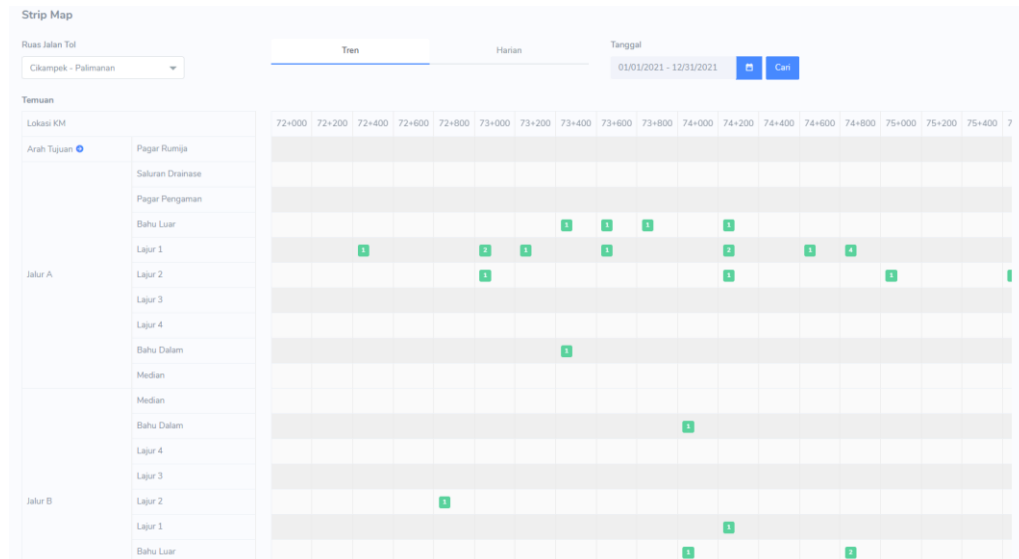 Strip Map
Ruas Jalan Tol
Cikampek - Palimanan
Tren
Harian
Tanggal
01/01/2021 - 12/31/2021
Cari
Temuan
Lokasi KM 72+000 72+200 72+400 72+600 72+800 73+000 73+200 73+400 73+600 73+800 74+000 74+200 74+400 74+600 74+800 75+000 75+200 75+400 7
Arah Tujuan Pagar Rumija
Saluran Drainase
Pagar Pengaman
Bahu Luar 1 1 1 1
Lajur 1 1 2 1 1 2 1 4
Jalur A Lajur 2 1 1 1
Lajur 3
Lajur 4
Bahu Dalam 1
Median
Median
Bahu Dalam 1
Lajur 4
Lajur 3
Jalur B Lajur 2 1
Lajur 1 1
Bahu Luar 1 2